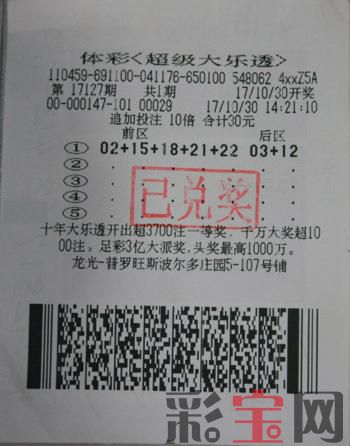 体彩<超级大乐透>
110459-691100-041176-650100 548062 4xxZ5A
第 17127期 共1期 17/10/30开奖
00-000147-101 00029 17/10/30 14:21:10
追加投注 10倍 合计30元
前区 后区
① 02+15+18+21+22 03+12
②
③
④
⑤
已兑奖
十年大乐透开出超3700注一等奖，千万大奖超10
00注。足彩3亿大派奖，头奖最高1000万。
龙光-普罗旺斯波尔多庄园5-107号铺
彩宝网